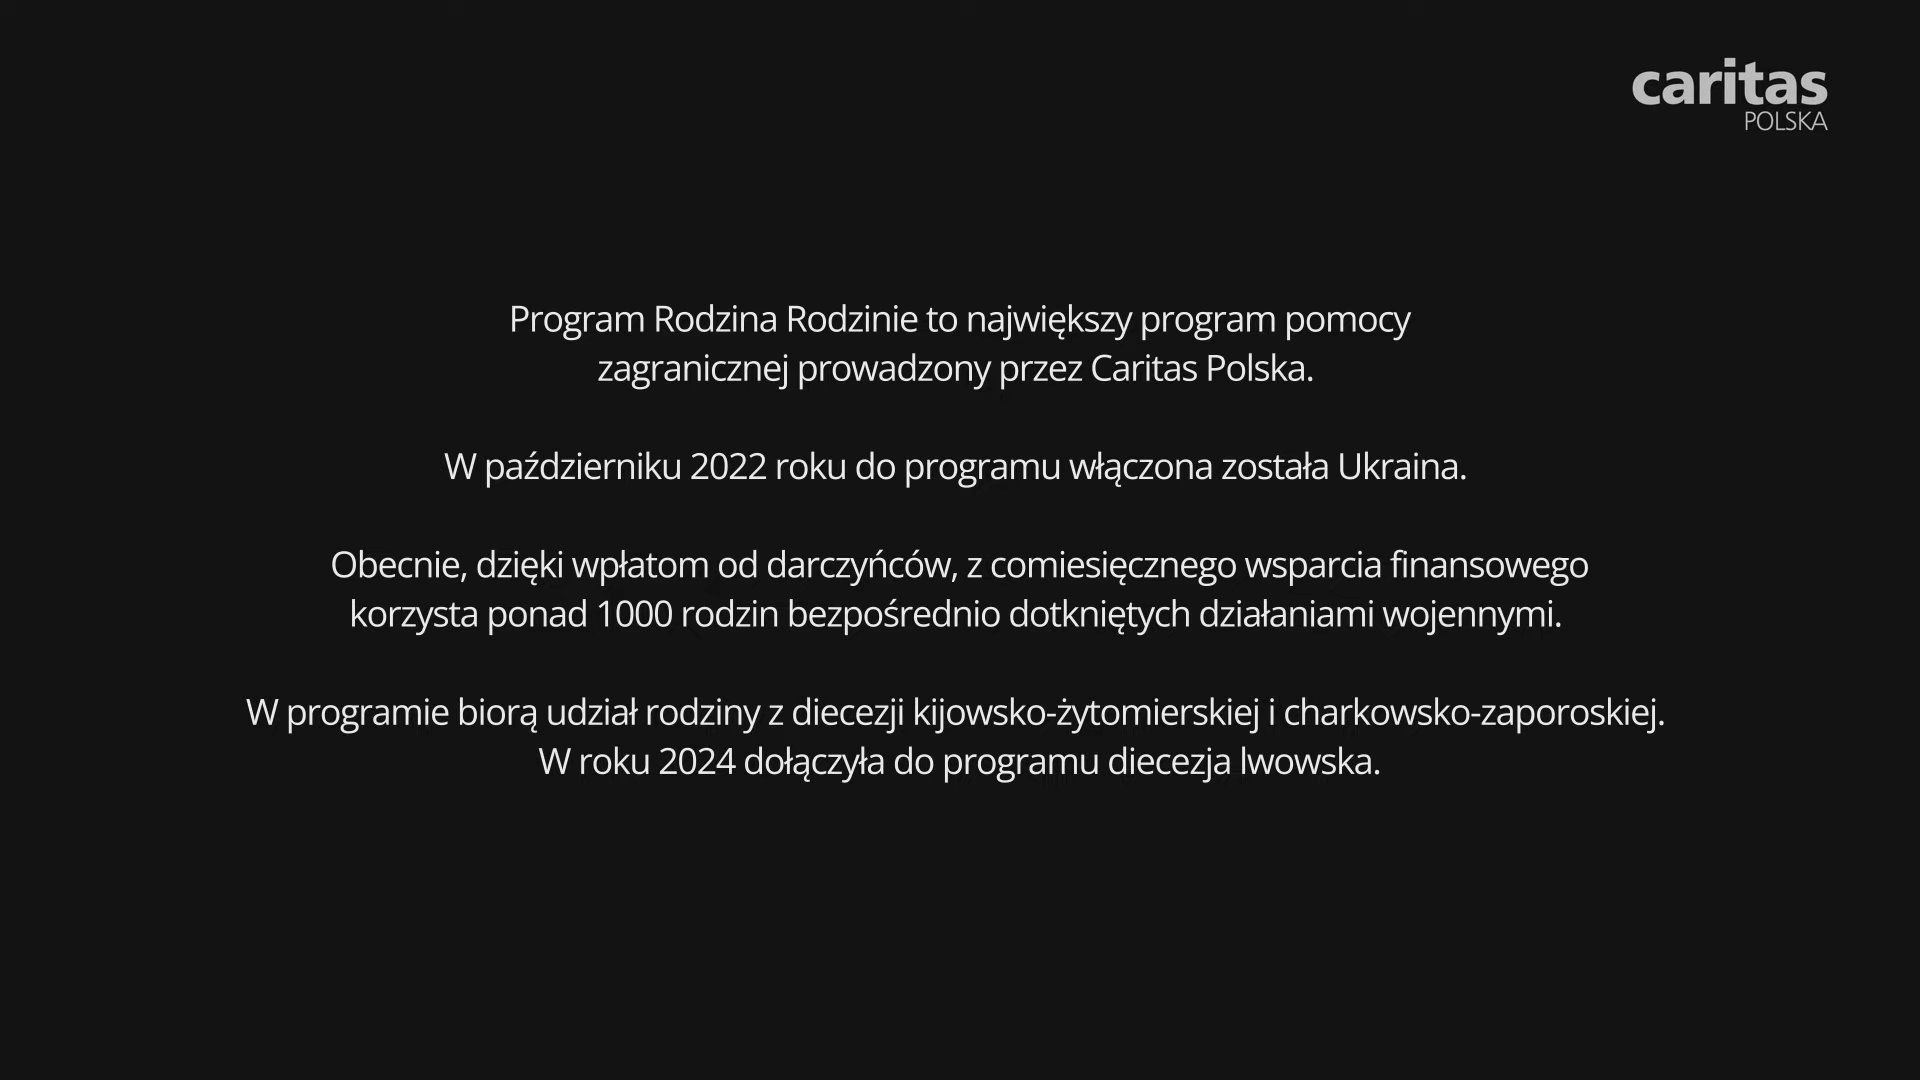 caritas
POLSKA
Program Rodzina Rodzinie to największy program pomocy
zagranicznej prowadzony przez Caritas Polska.
W październiku 2022 roku do programu włączona została Ukraina.
Obecnie, dzięki wpłatom od darczyńców, z comiesięcznego wsparcia finansowego
korzysta ponad 1000 rodzin bezpośrednio dotkniętych działaniami wojennymi.
W programie biorą udział rodziny z diecezji kijowsko-żytomierskiej i charkowsko-zaporoskiej.
W roku 2024 dołączyła do programu diecezja lwowska.